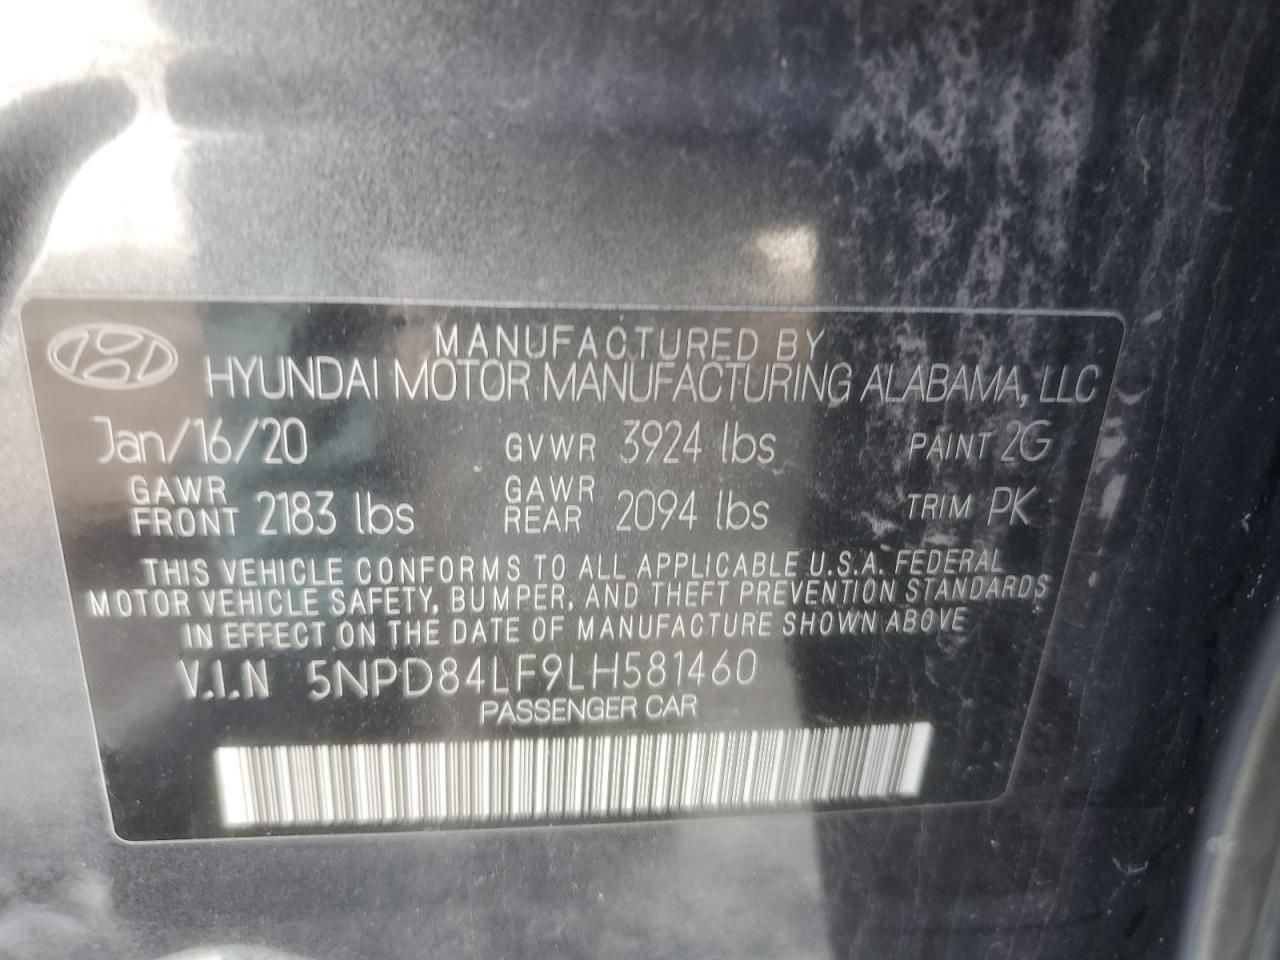 MANUFACTURED BY
HYUNDAI MOTOR MANUFACTURING ALABAMA, LLC
Jan/16/20 GVWR 3924 lbs PAINT 2G
GAWR FRONT 2183 lbs GAWR REAR 2094 lbs TRIM PK
THIS VEHICLE CONFORMS TO ALL APPLICABLE U.S.A. FEDERAL
MOTOR VEHICLE SAFETY, BUMPER, AND THEFT PREVENTION STANDARDS
IN EFFECT ON THE DATE OF MANUFACTURE SHOWN ABOVE
V.I.N 5NPD84LF9LH581460
PASSENGER CAR